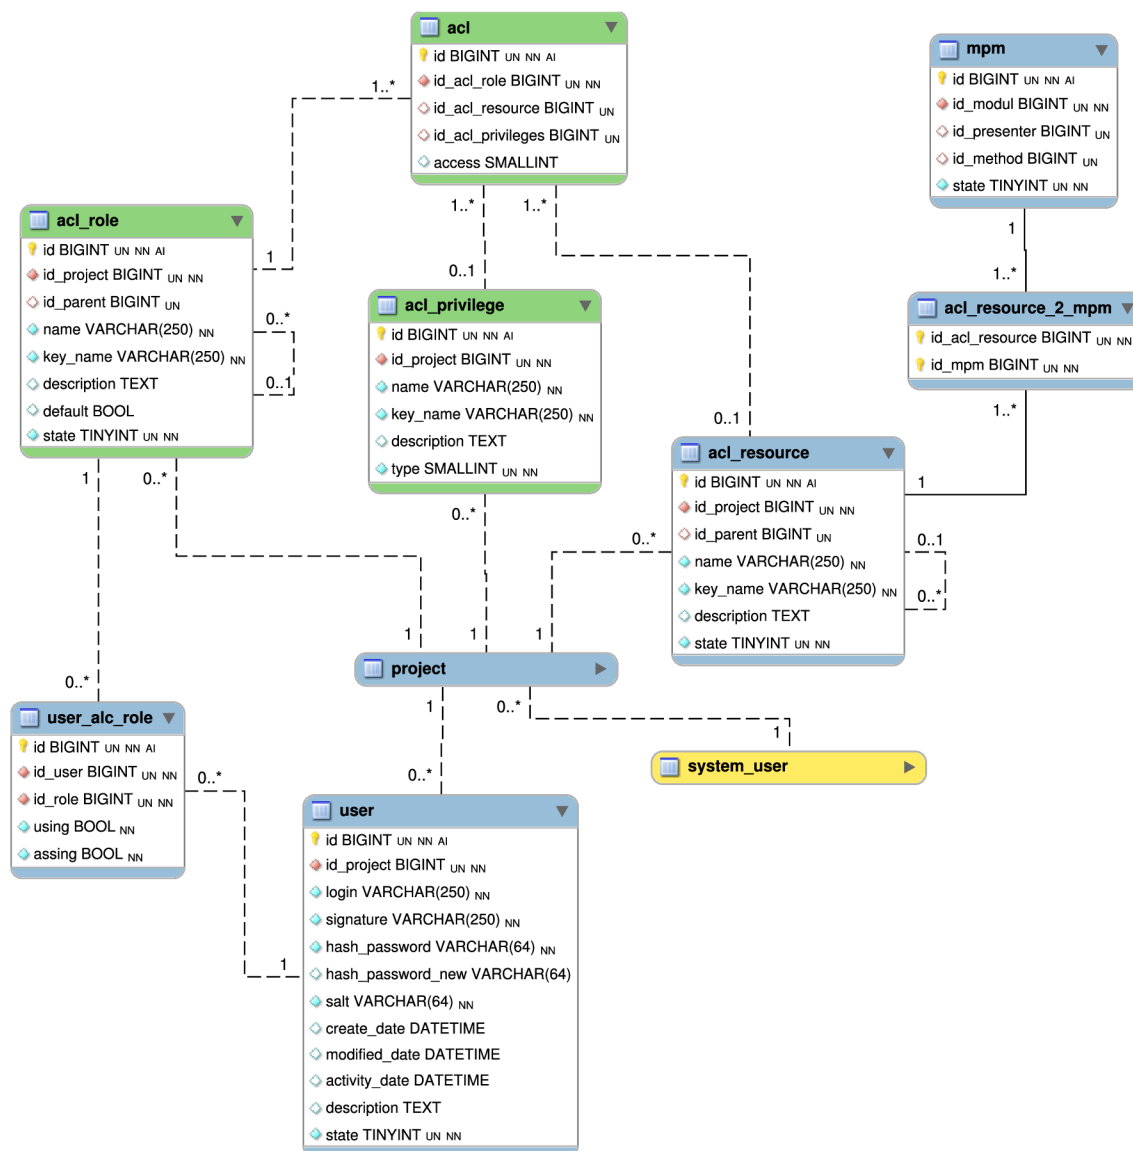 acl
id BIGINT UN NN AI
id_acl_role BIGINT UN NN
id_acl_resource BIGINT UN
id_acl_privileges BIGINT UN
access SMALLINT
mpm
id BIGINT UN NN AI
id_modul BIGINT UN NN
id_presenter BIGINT UN
id_method BIGINT UN
state TINYINT UN NN
1..*
1
1..*
1..*
0..1
1
1..*
acl_role
id BIGINT UN NN AI
id_project BIGINT UN NN
id_parent BIGINT UN
name VARCHAR(250) NN
key_name VARCHAR(250) NN
description TEXT
default BOOL
state TINYINT UN NN
0..*
0..1
acl_privilege
id BIGINT UN NN AI
id_project BIGINT UN NN
name VARCHAR(250) NN
key_name VARCHAR(250) NN
description TEXT
type SMALLINT UN NN
acl_resource_2_mpm
id_acl_resource BIGINT UN NN
id_mpm BIGINT UN NN
1..*
0..1
1
acl_resource
id BIGINT UN NN AI
id_project BIGINT UN NN
id_parent BIGINT UN
name VARCHAR(250) NN
key_name VARCHAR(250) NN
description TEXT
state TINYINT UN NN
0..1
0..*
1
0..*
0..*
0..*
1
1
1
project
1
0..*
1
0..*
0..*
system_user
user_alc_role
id BIGINT UN NN AI
id_user BIGINT UN NN
id_role BIGINT UN NN
using BOOL NN
assing BOOL NN
0..*
1
user
id BIGINT UN NN AI
id_project BIGINT UN NN
login VARCHAR(250) NN
signature VARCHAR(250) NN
hash_password VARCHAR(64) NN
hash_password_new VARCHAR(64)
salt VARCHAR(64) NN
create_date DATETIME
modified_date DATETIME
activity_date DATETIME
description TEXT
state TINYINT UN NN